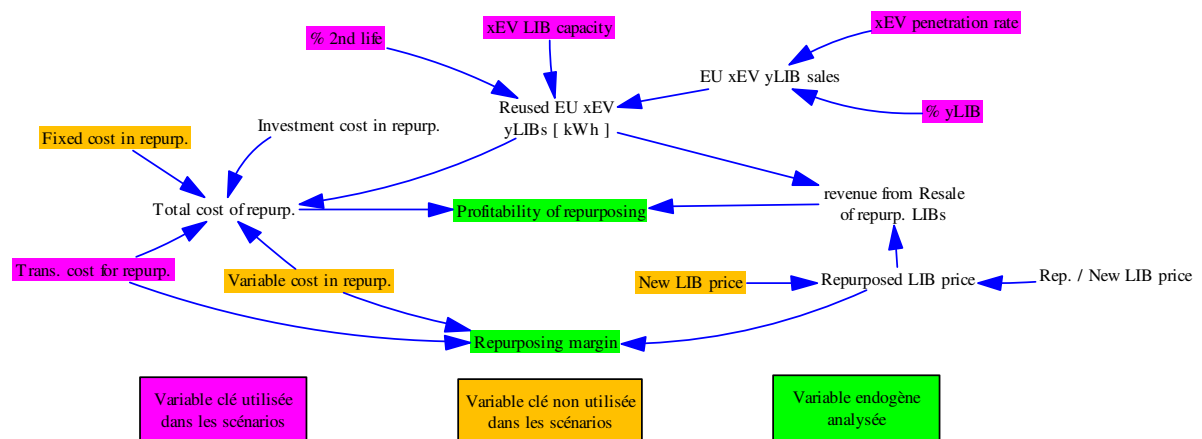 xEV penetration rate
xEV LIB capacity
% 2nd life
EU xEV yLIB sales
Reused EU xEV
yLIBs [ kWh ]
% yLIB
Investment cost in repurp.
Fixed cost in repurp.
revenue from Resale
of repurp. LIBs
Total cost of repurp.
Profitability of repurposing
Trans. cost for repurp.
Variable cost in repurp.
New LIB price
Repurposed LIB price
Rep. / New LIB price
Repurposing margin
Variable clé utilisée
dans les scénarios
Variable clé non utilisée
dans les scénarios
Variable endogène
analysée